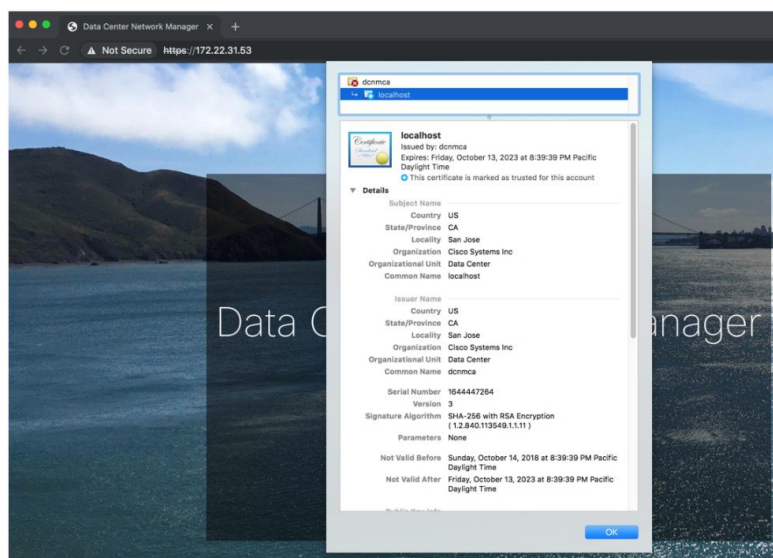 Data Center Network Manager
Not Secure https://172.22.31.53
dcnmca
localhost
Certificate
Standard
localhost
Issued by: dcnmca
Expires: Friday, October 13, 2023 at 8:39:39 PM Pacific
Daylight Time
This certificate is marked as trusted for this account
Details
Subject Name
Country US
State/Province CA
Locality San Jose
Organization Cisco Systems Inc
Organizational Unit Data Center
Common Name localhost
Issuer Name
Country US
State/Province CA
Locality San Jose
Organization Cisco Systems Inc
Organizational Unit Data Center
Common Name dcnmca
Serial Number 1644447264
Version 3
Signature Algorithm SHA-256 with RSA Encryption
( 1.2.840.113549.1.1.11 )
Parameters None
Not Valid Before Sunday, October 14, 2018 at 8:39:39 PM Pacific
Daylight Time
Not Valid After Friday, October 13, 2023 at 8:39:39 PM Pacific
Daylight Time
Public Key Info
OK
Data C
anager